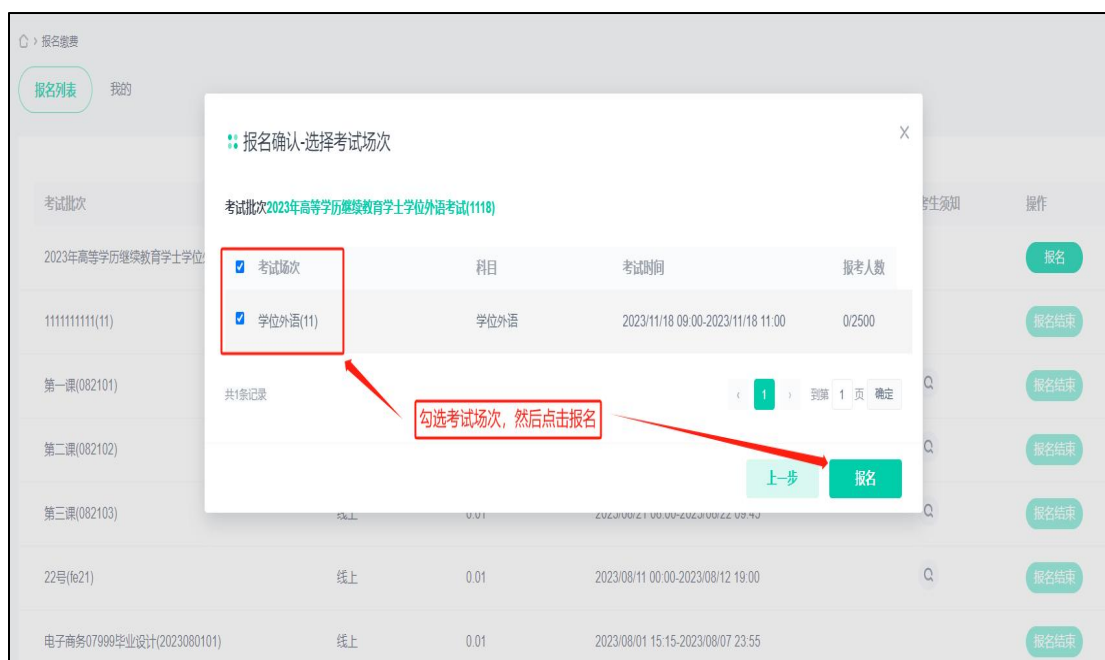 > 报名缴费
报名列表 我的
报名确认-选择考试场次 X
考试批次 考生须知 操作
考试批次2023年高等学历继续教育学士学位外语考试(1118)
2023年高等学历继续教育学士学位 报名
考试场次 科目 考试时间 报考人数
学位外语(11) 学位外语 2023/11/18 09:00-2023/11/18 11:00 0/2500
1111111111(11) 报名结束
第一课(082101) 报名结束
共1条记录 ‹ 1 › 到第 1 页 确定
勾选考试场次，然后点击报名
第二课(082102) 报名结束
上一步 报名
第三课(082103) 线上 0.01 2023/08/21 08:00-2023/08/22 09:45 报名结束
22号(fe21) 线上 0.01 2023/08/11 00:00-2023/08/12 19:00 报名结束
电子商务07999毕业设计(2023080101) 线上 0.01 2023/08/01 15:15-2023/08/07 23:55 报名结束